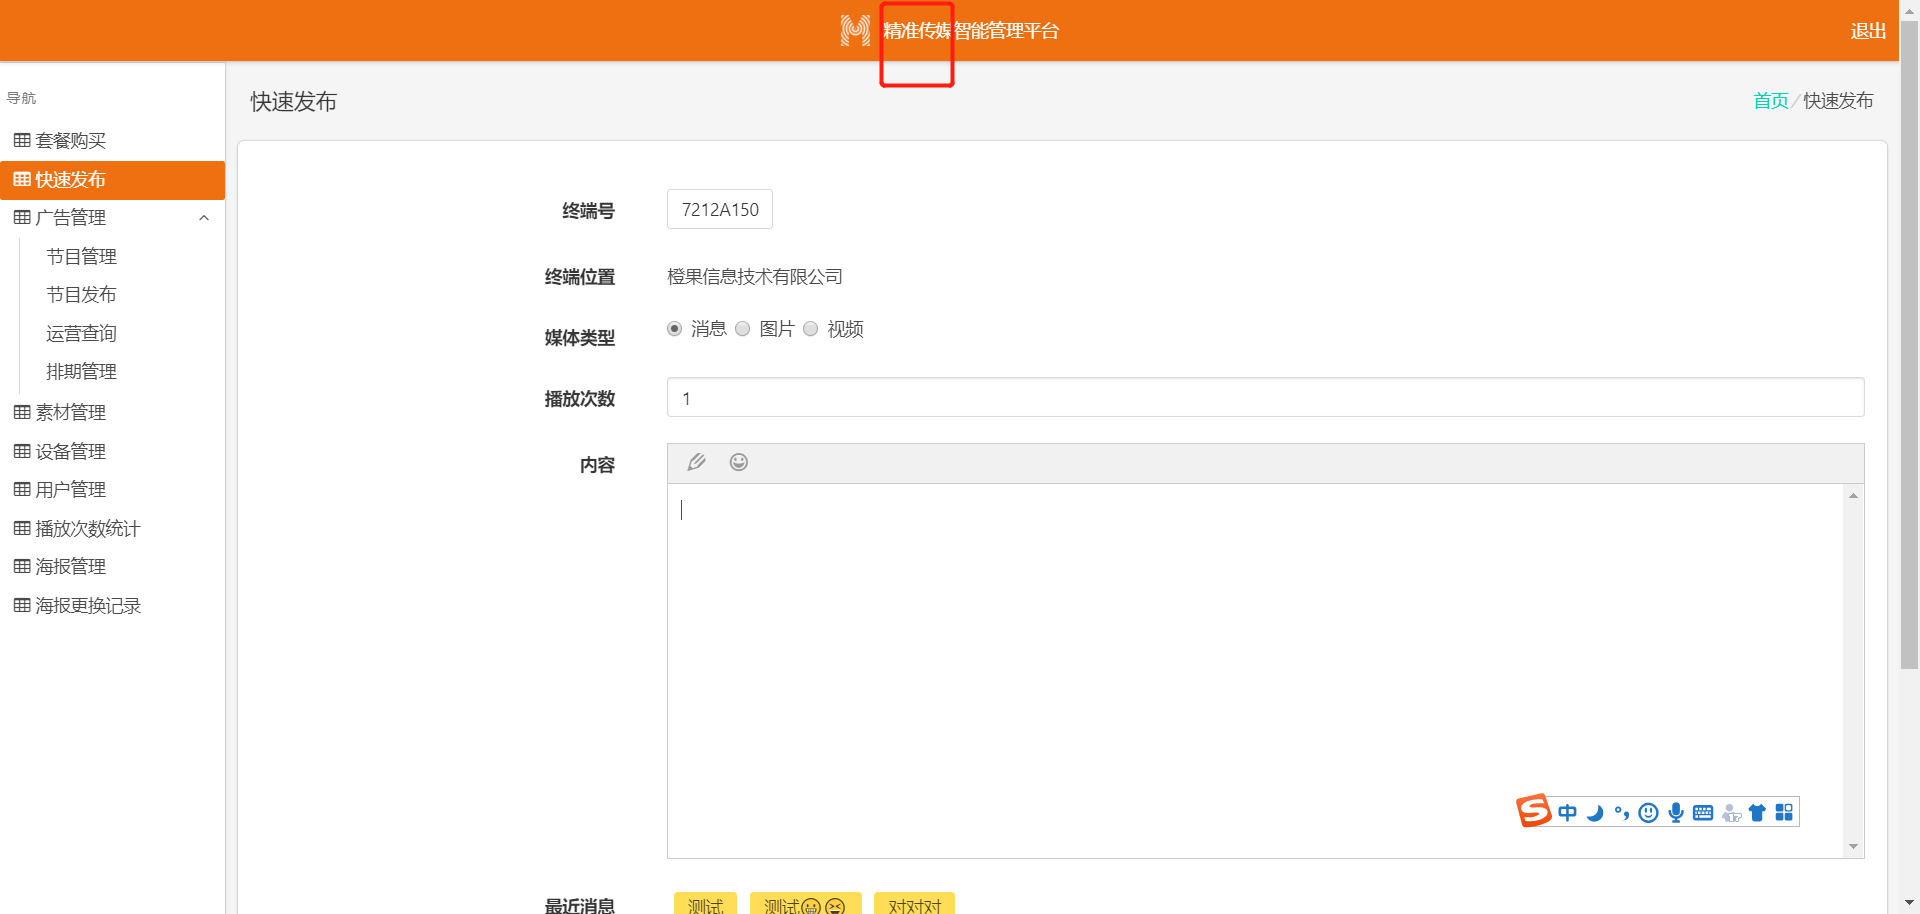 精准传媒智能管理平台
退出
导航
套餐购买
快速发布
广告管理
节目管理
节目发布
运营查询
排期管理
素材管理
设备管理
用户管理
播放次数统计
海报管理
海报更换记录
快速发布
首页/快速发布
终端号 7212A150
终端位置 橙果信息技术有限公司
媒体类型 消息 图片 视频
播放次数 1
内容
中
最近消息 测试 测试😀😆 对对对